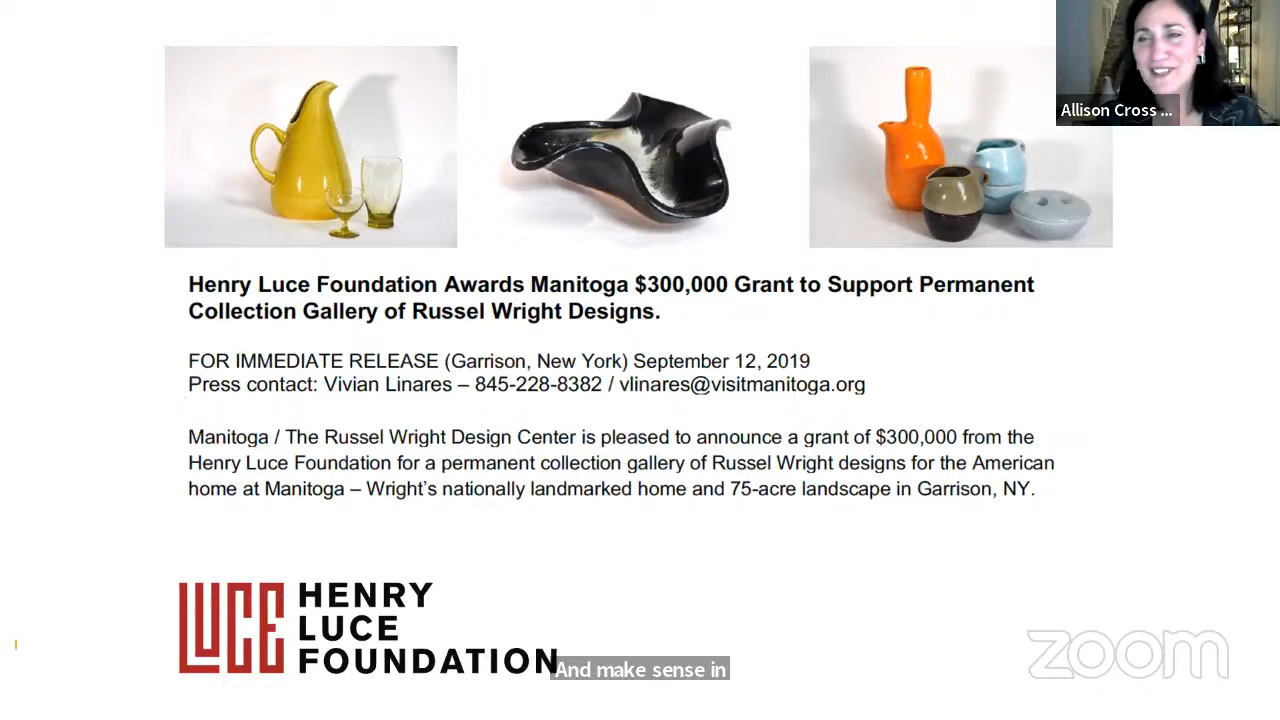 Allison Cross ...
Henry Luce Foundation Awards Manitoga $300,000 Grant to Support Permanent
Collection Gallery of Russel Wright Designs.
FOR IMMEDIATE RELEASE (Garrison, New York) September 12, 2019
Press contact: Vivian Linares – 845-228-8382 / vlinares@visitmanitoga.org
Manitoga / The Russel Wright Design Center is pleased to announce a grant of $300,000 from the
Henry Luce Foundation for a permanent collection gallery of Russel Wright designs for the American
home at Manitoga – Wright’s nationally landmarked home and 75-acre landscape in Garrison, NY.
LUCE
HENRY
LUCE
FOUNDATION
And make sense in
zoom